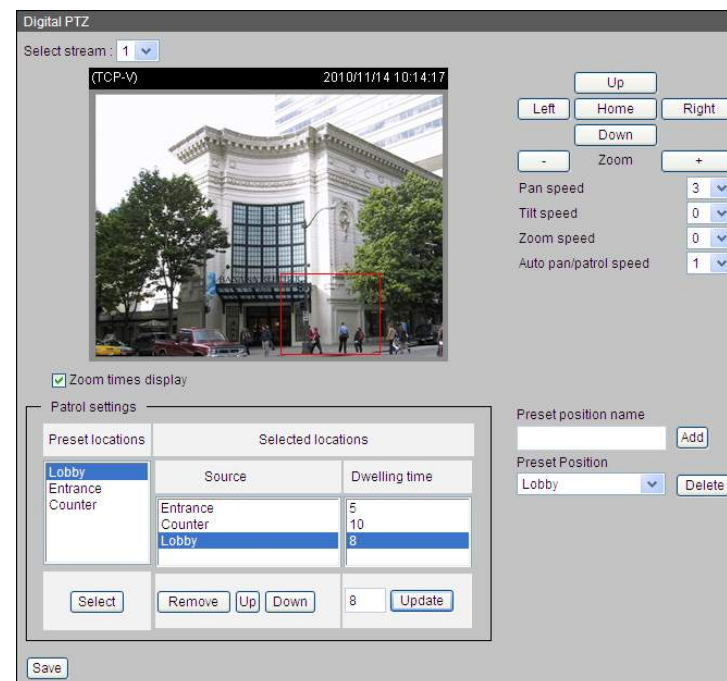 Digital PTZ
Select stream : 1
(TCP-V) 2010/11/14 10:14:17
Up
Left Home Right
Down
- Zoom +
Pan speed 3
Tilt speed 0
Zoom speed 0
Auto pan/patrol speed 1
Zoom times display
Patrol settings
Preset locations Selected locations
Source Dwelling time
Lobby
Entrance
Counter
Entrance 5
Counter 10
Lobby 8
Select Remove Up Down 8 Update
Preset position name
Add
Preset Position
Lobby Delete
Save